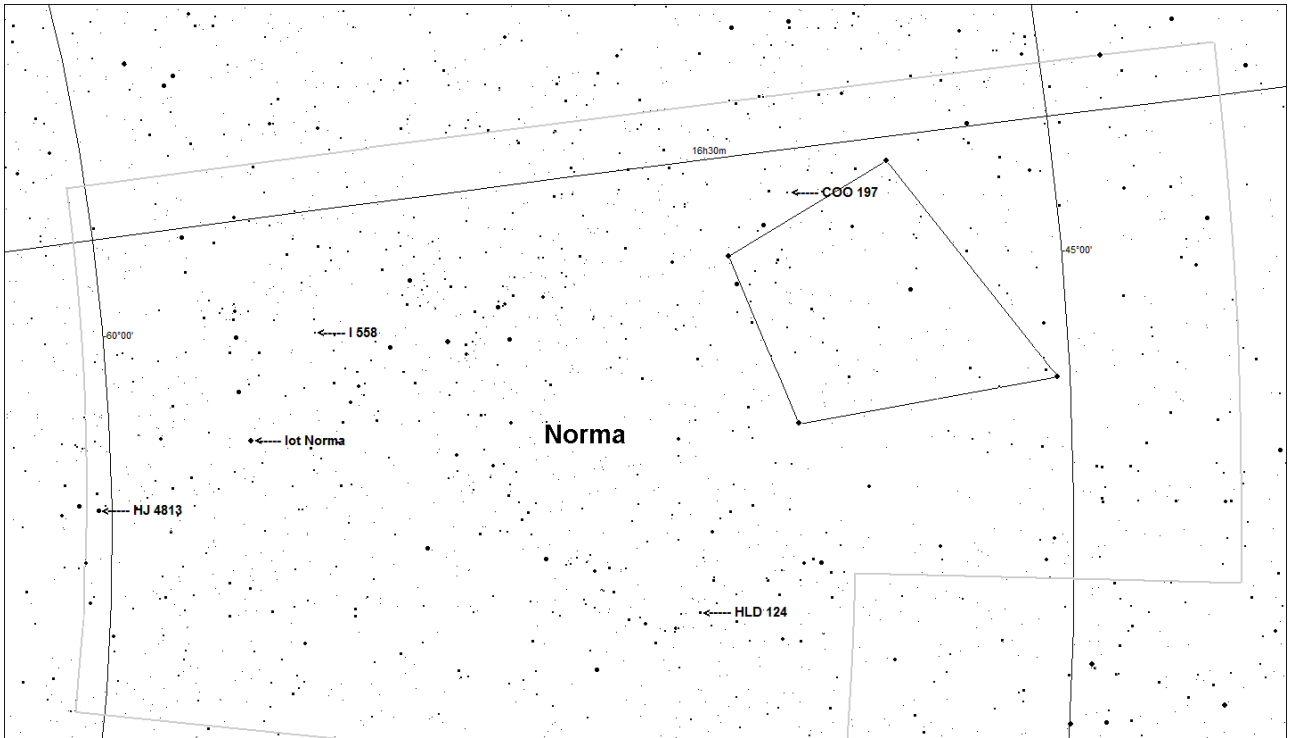 16h30m
<----- COO 197
45°00'
<----- I 558
60°00'
Norma
<----- Iot Norma
<----- HJ 4813
<----- HLD 124